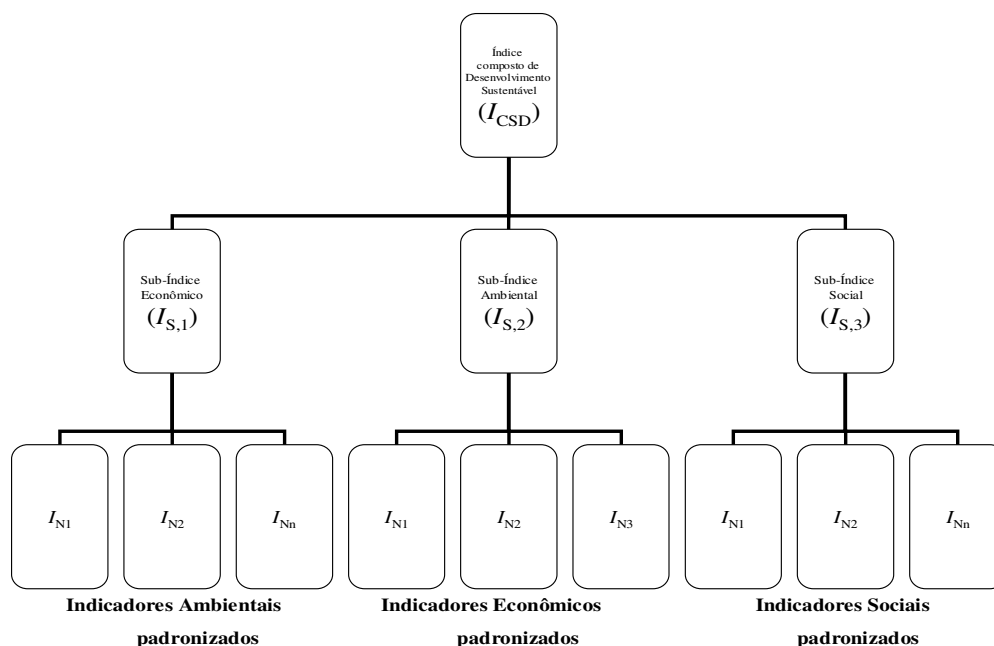 Índice
composto de
Desenvolvimento
Sustentável
(I_CSD)
Sub-Índice
Econômico
(I_S,1)
Sub-Índice
Ambiental
(I_S,2)
Sub-Índice
Social
(I_S,3)
I_N1
I_N2
I_Nn
I_N1
I_N2
I_N3
I_N1
I_N2
I_Nn
Indicadores Ambientais
padronizados
Indicadores Econômicos
padronizados
Indicadores Sociais
padronizados